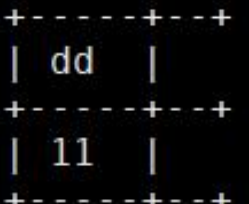 +------+---+
| dd   |
+------+---+
| 11   |
+------+---+